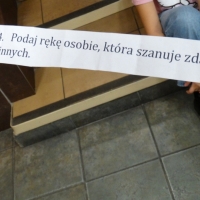 4. Podaj rękę osobie, która szanuje zda
innych.